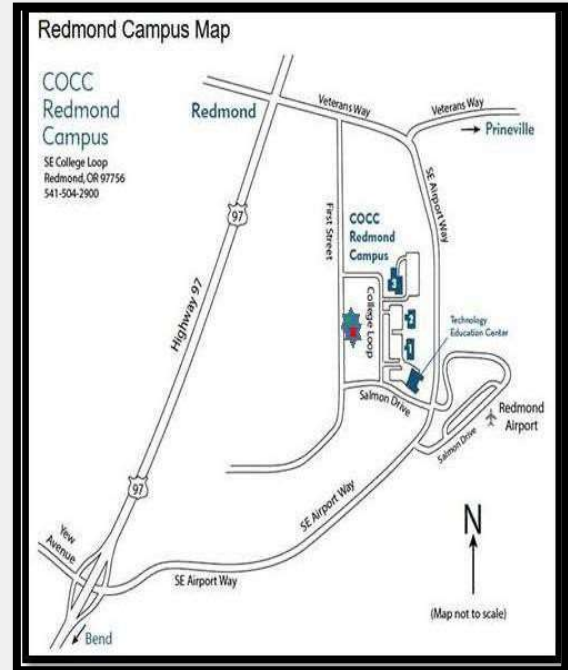 Redmond Campus Map
COCC
Redmond
Campus
SE College Loop
Redmond, OR 97756
541-504-2900
Redmond
Veterans Way
Veterans Way
Prineville
SE Airport Way
First Street
97
COCC
Redmond
Campus
3
College Loop
2
1
Technology
Education Center
Highway 97
Salmon Drive
Redmond
Airport
Salmon Drive
97
SE Airport Way
N
Yew
Avenue
SE Airport Way
(Map not to scale)
Bend